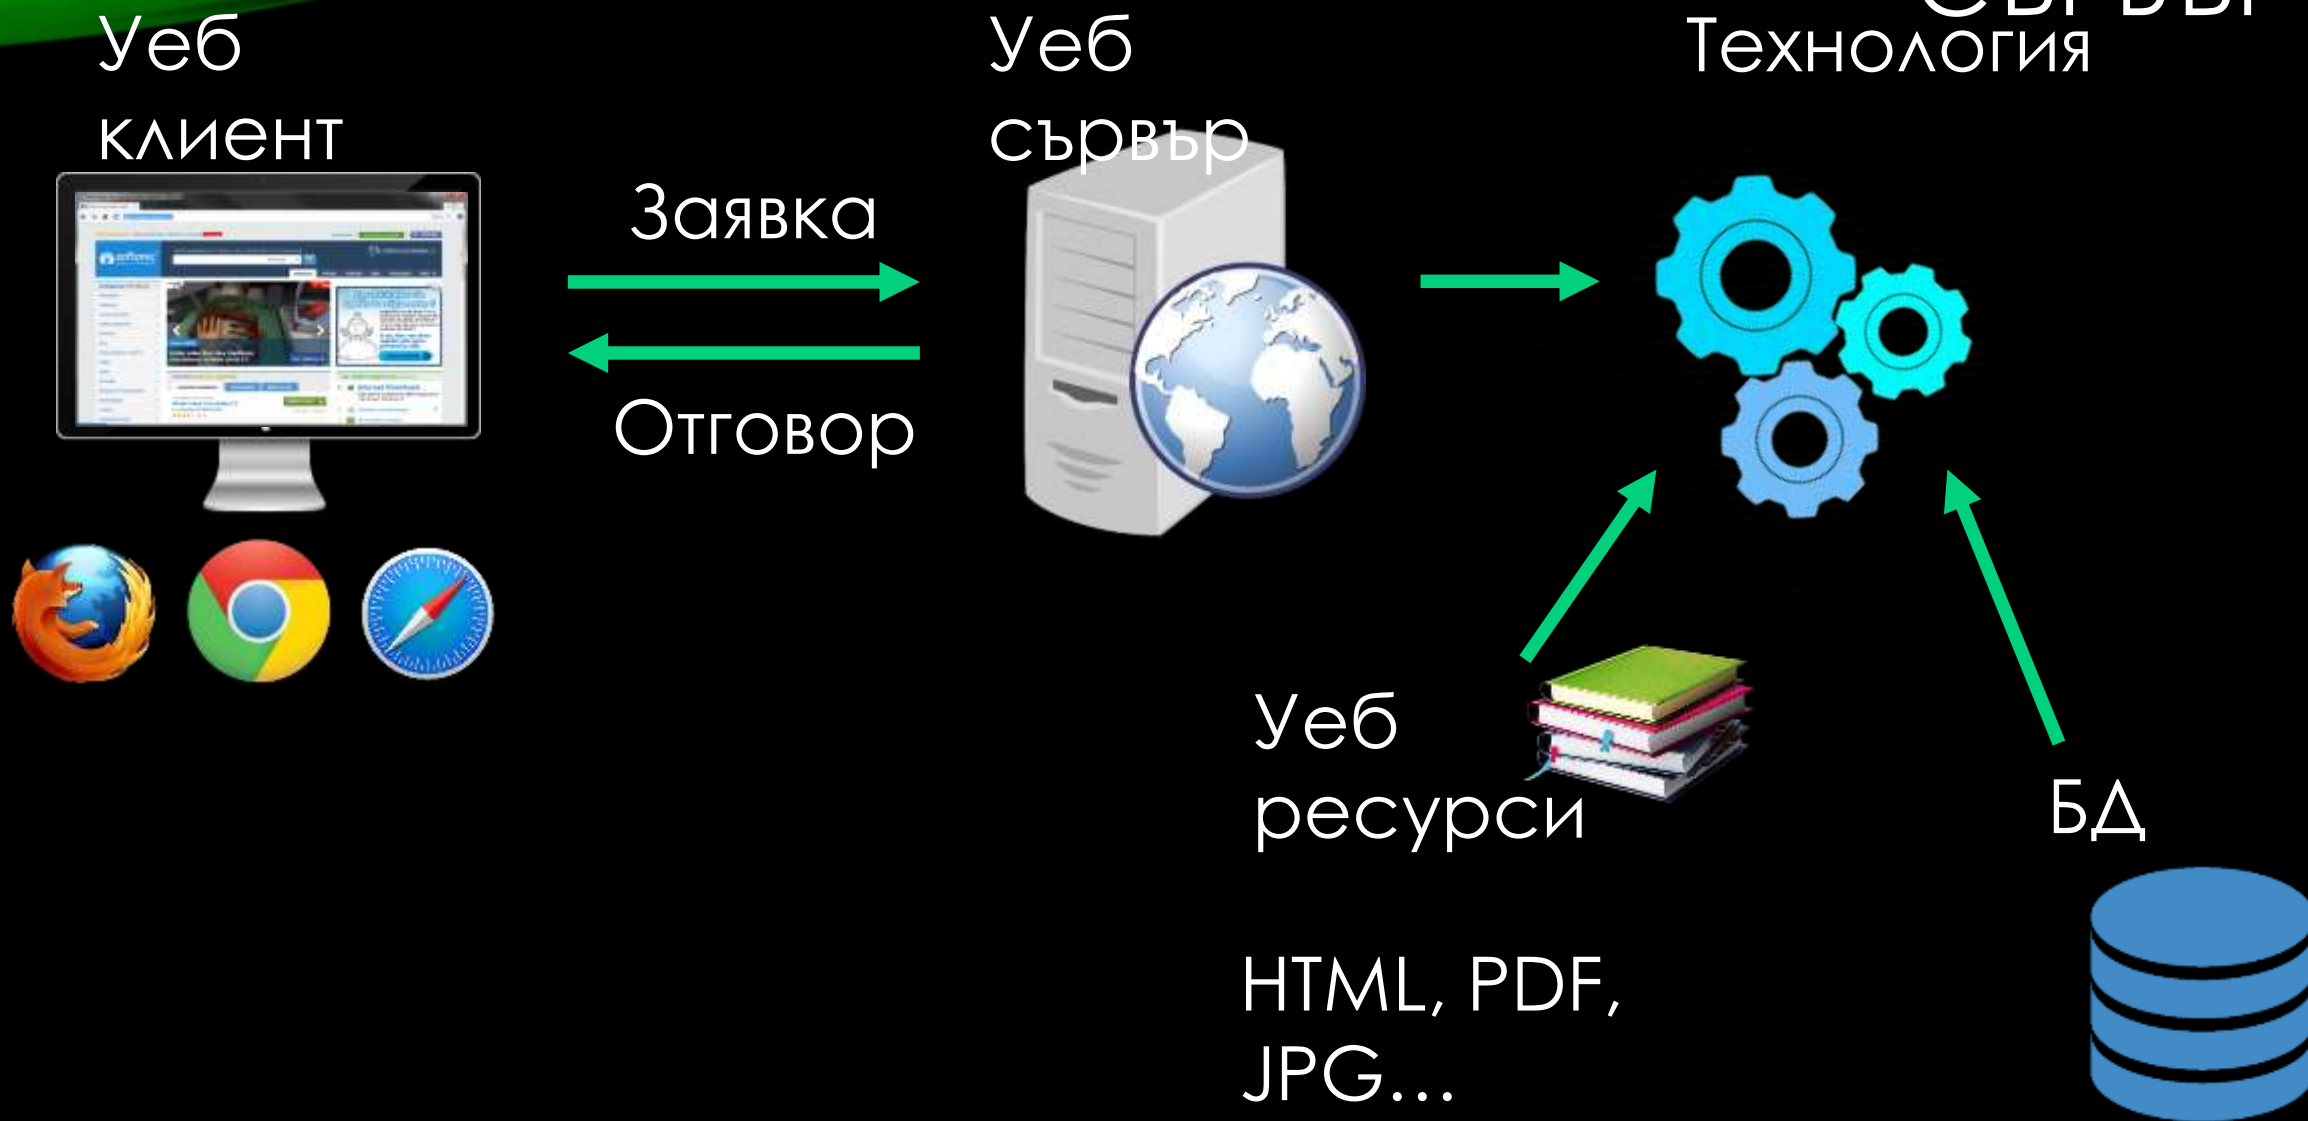 Уеб
клиент
Уеб
сървър
Технология
Заявка
Отговор
Уеб
ресурси
БД
HTML, PDF,
JPG...